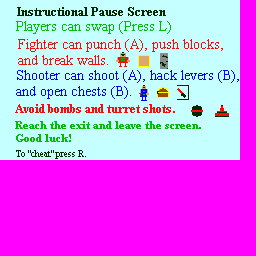 Instructional Pause Screen
Players can swap (Press L)
Fighter can punch (A), push blocks,
and break walls.
Shooter can shoot (A), hack levers (B),
and open chests (B).
Avoid bombs and turret shots.
Reach the exit and leave the screen.
Good luck!
To "cheat" press R.